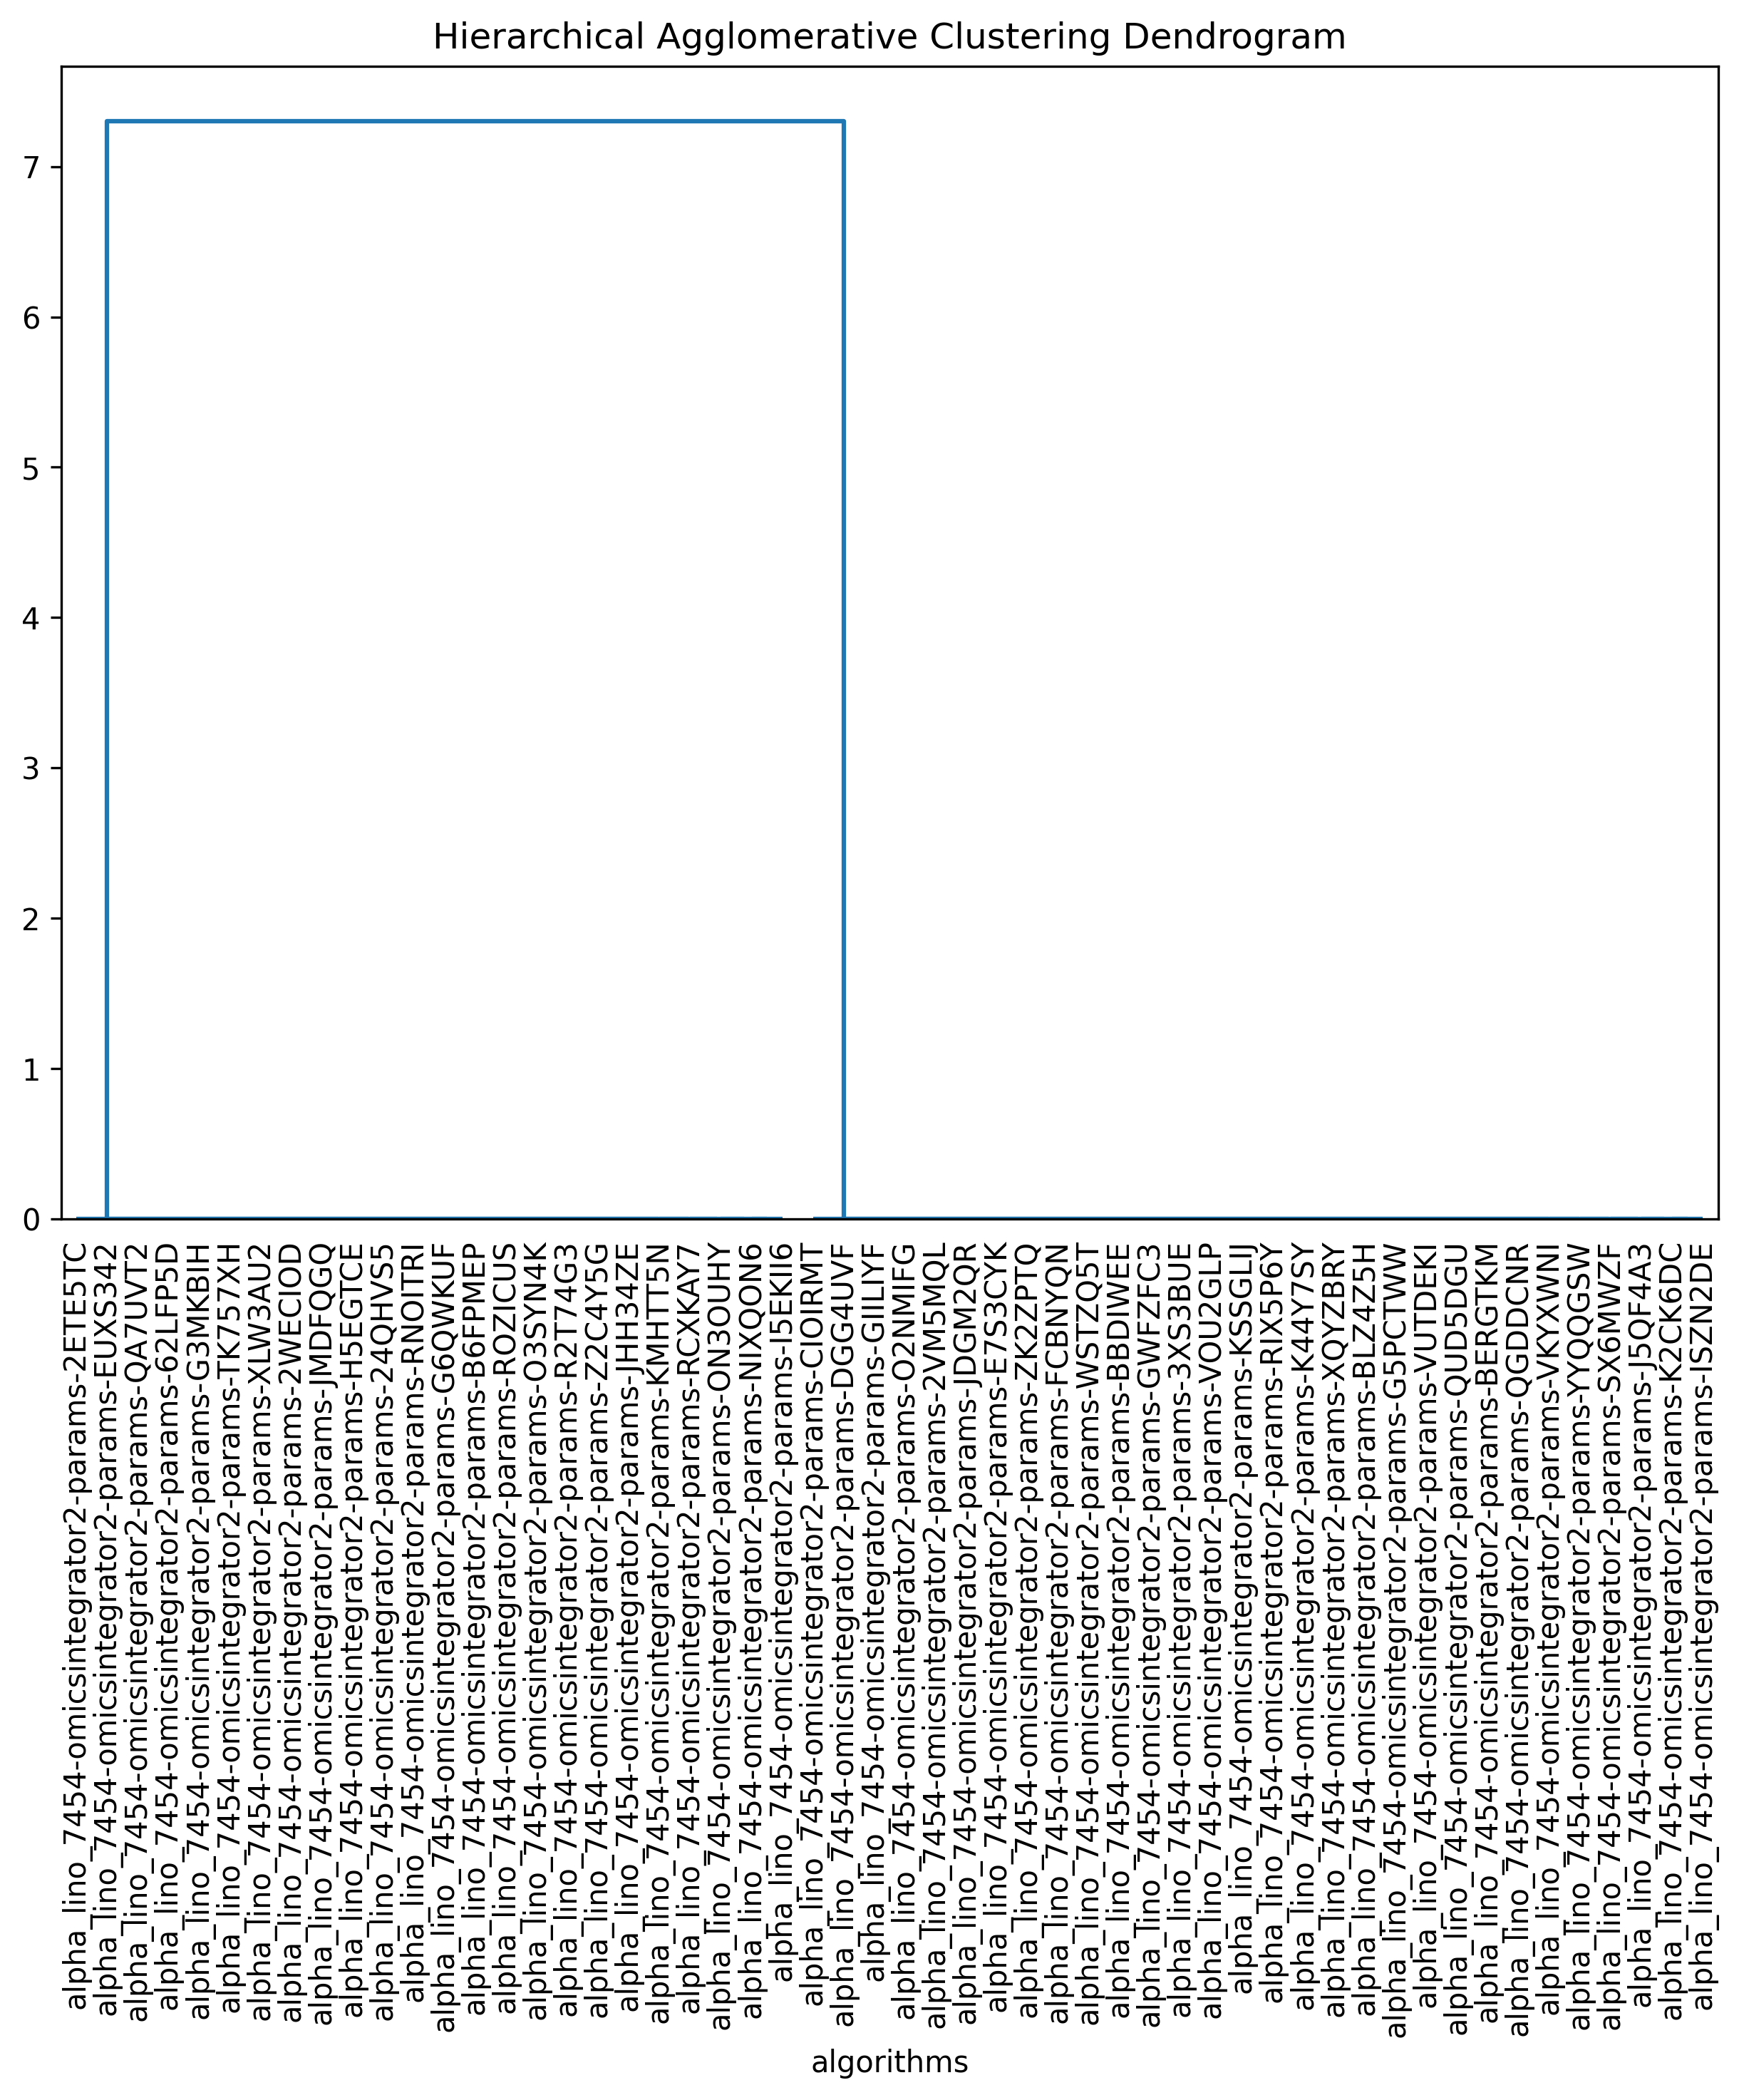 Hierarchical Agglomerative Clustering Dendrogram
7
6
5
4
3
2
1
0
alpha_lino_7454-omicsintegrator2-params-2ETE5TC
alpha_lino_7454-omicsintegrator2-params-EUXS342
alpha_lino_7454-omicsintegrator2-params-QA7UVT2
alpha_lino_7454-omicsintegrator2-params-62LFP5D
alpha_lino_7454-omicsintegrator2-params-G3MKBIH
alpha_lino_7454-omicsintegrator2-params-TK757XH
alpha_lino_7454-omicsintegrator2-params-XLW3AU2
alpha_lino_7454-omicsintegrator2-params-2WECIOD
alpha_lino_7454-omicsintegrator2-params-JMDFQGQ
alpha_lino_7454-omicsintegrator2-params-H5EGTCE
alpha_lino_7454-omicsintegrator2-params-24QHVS5
alpha_lino_7454-omicsintegrator2-params-RNOITRI
alpha_lino_7454-omicsintegrator2-params-G6QWKUF
alpha_lino_7454-omicsintegrator2-params-B6FPMEP
alpha_lino_7454-omicsintegrator2-params-ROZICUS
alpha_lino_7454-omicsintegrator2-params-O3SYN4K
alpha_lino_7454-omicsintegrator2-params-R2T74G3
alpha_lino_7454-omicsintegrator2-params-Z2C4Y5G
alpha_lino_7454-omicsintegrator2-params-JHH34ZE
alpha_lino_7454-omicsintegrator2-params-KMHTT5N
alpha_lino_7454-omicsintegrator2-params-RCXKAY7
alpha_lino_7454-omicsintegrator2-params-ON3OUHY
alpha_lino_7454-omicsintegrator2-params-NIXQON6
alpha_lino_7454-omicsintegrator2-params-I5EKII6
alpha_lino_7454-omicsintegrator2-params-CIOIRMT
alpha_lino_7454-omicsintegrator2-params-DGG4UVF
alpha_lino_7454-omicsintegrator2-params-GIILIYF
alpha_lino_7454-omicsintegrator2-params-O2NMIFG
alpha_lino_7454-omicsintegrator2-params-2VM5MQL
alpha_lino_7454-omicsintegrator2-params-JDGM2QR
alpha_lino_7454-omicsintegrator2-params-E7S3CYK
alpha_lino_7454-omicsintegrator2-params-ZK2ZPTQ
alpha_lino_7454-omicsintegrator2-params-FCBNYQN
alpha_lino_7454-omicsintegrator2-params-WSTZQ5T
alpha_lino_7454-omicsintegrator2-params-BBDIWEE
alpha_lino_7454-omicsintegrator2-params-GWFZFC3
alpha_lino_7454-omicsintegrator2-params-3XS3BUE
alpha_lino_7454-omicsintegrator2-params-VOU2GLP
alpha_lino_7454-omicsintegrator2-params-KSSGLIJ
alpha_lino_7454-omicsintegrator2-params-RIX5P6Y
alpha_lino_7454-omicsintegrator2-params-K44Y7SY
alpha_lino_7454-omicsintegrator2-params-XQYZBRY
alpha_lino_7454-omicsintegrator2-params-BLZ4Z5H
alpha_lino_7454-omicsintegrator2-params-G5PCTWW
alpha_lino_7454-omicsintegrator2-params-VUTDEKI
alpha_lino_7454-omicsintegrator2-params-QUD5DGU
alpha_lino_7454-omicsintegrator2-params-BERGTKM
alpha_lino_7454-omicsintegrator2-params-QGDDCNR
alpha_lino_7454-omicsintegrator2-params-VKYXWNI
alpha_lino_7454-omicsintegrator2-params-YYQQGSW
alpha_lino_7454-omicsintegrator2-params-SX6MWZF
alpha_lino_7454-omicsintegrator2-params-J5QF4A3
alpha_lino_7454-omicsintegrator2-params-K2CK6DC
alpha_lino_7454-omicsintegrator2-params-ISZN2DE
algorithms